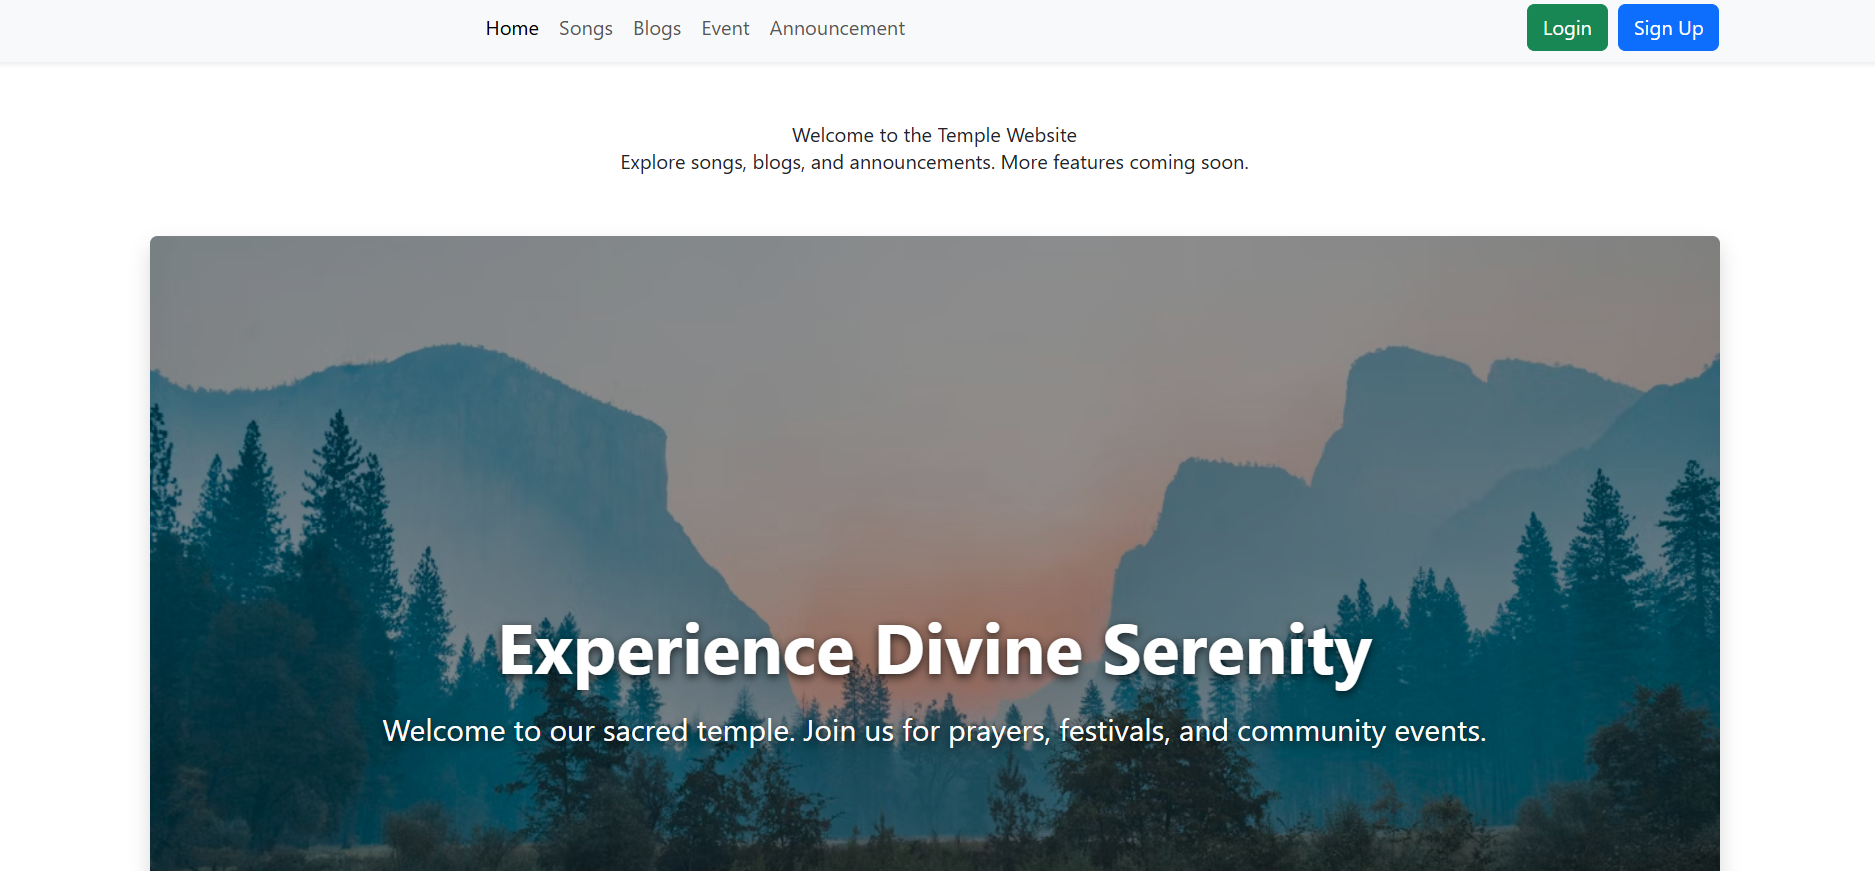 Home Songs Blogs Event Announcement Login Sign Up
Welcome to the Temple Website
Explore songs, blogs, and announcements. More features coming soon.
Experience Divine Serenity
Welcome to our sacred temple. Join us for prayers, festivals, and community events.